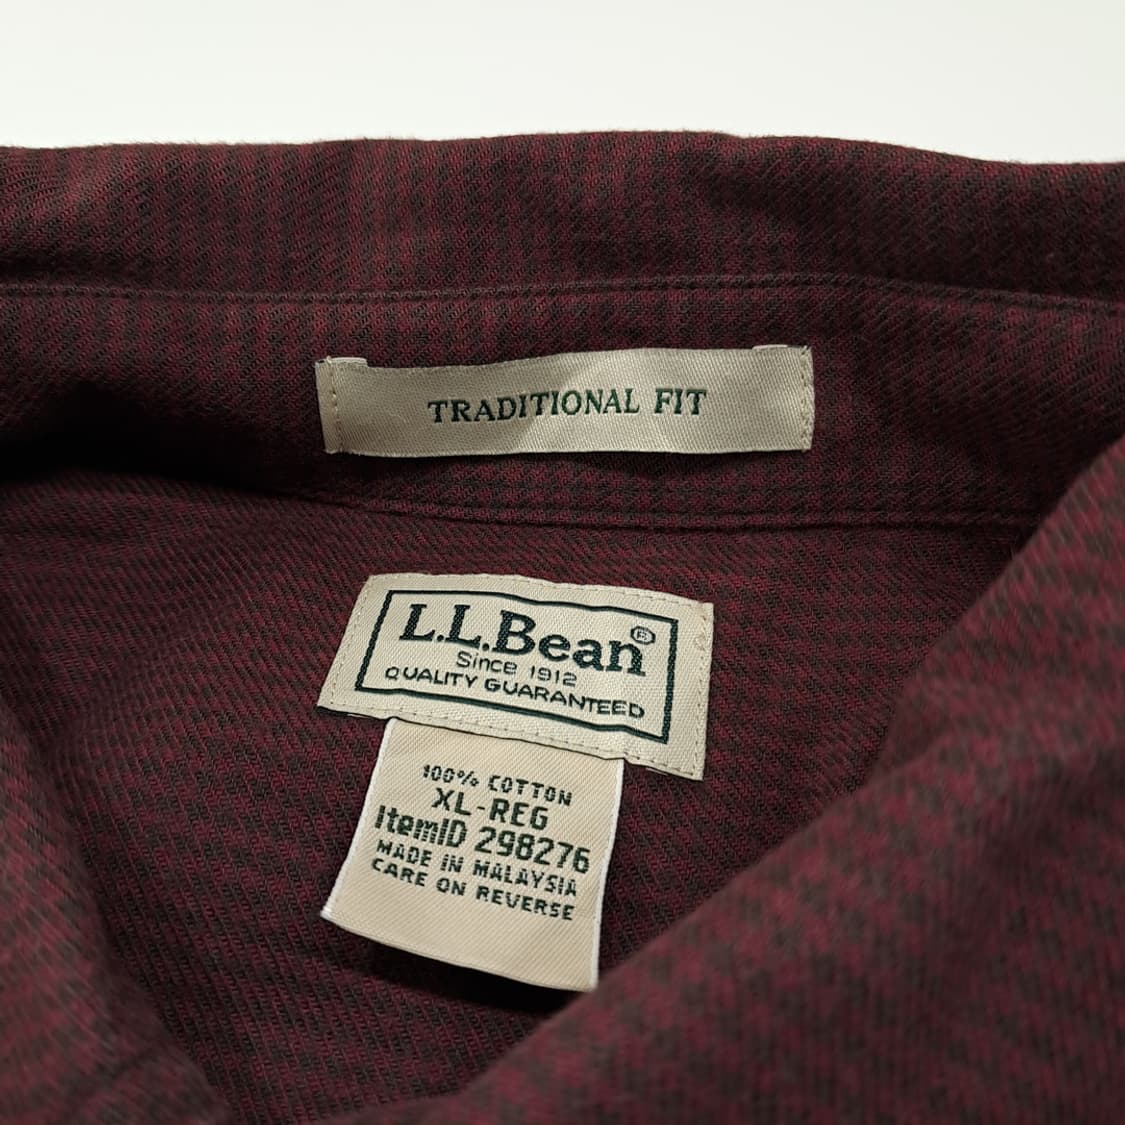 TRADITIONAL FIT
L.L.Bean®
Since 1912
QUALITY GUARANTEED
100% COTTON
XL-REG
ItemID 298276
MADE IN MALAYSIA
CARE ON REVERSE